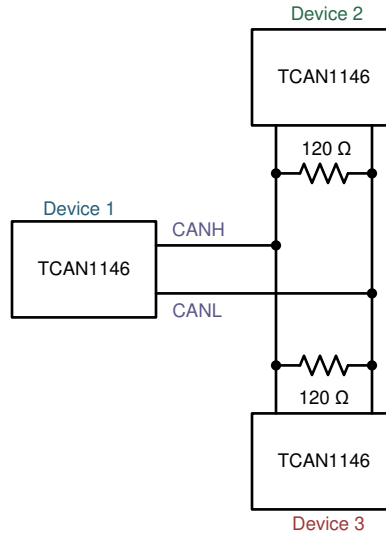 Device 2
TCAN1146
120 Ω
Device 1
CANH
TCAN1146
CANL
120 Ω
TCAN1146
Device 3